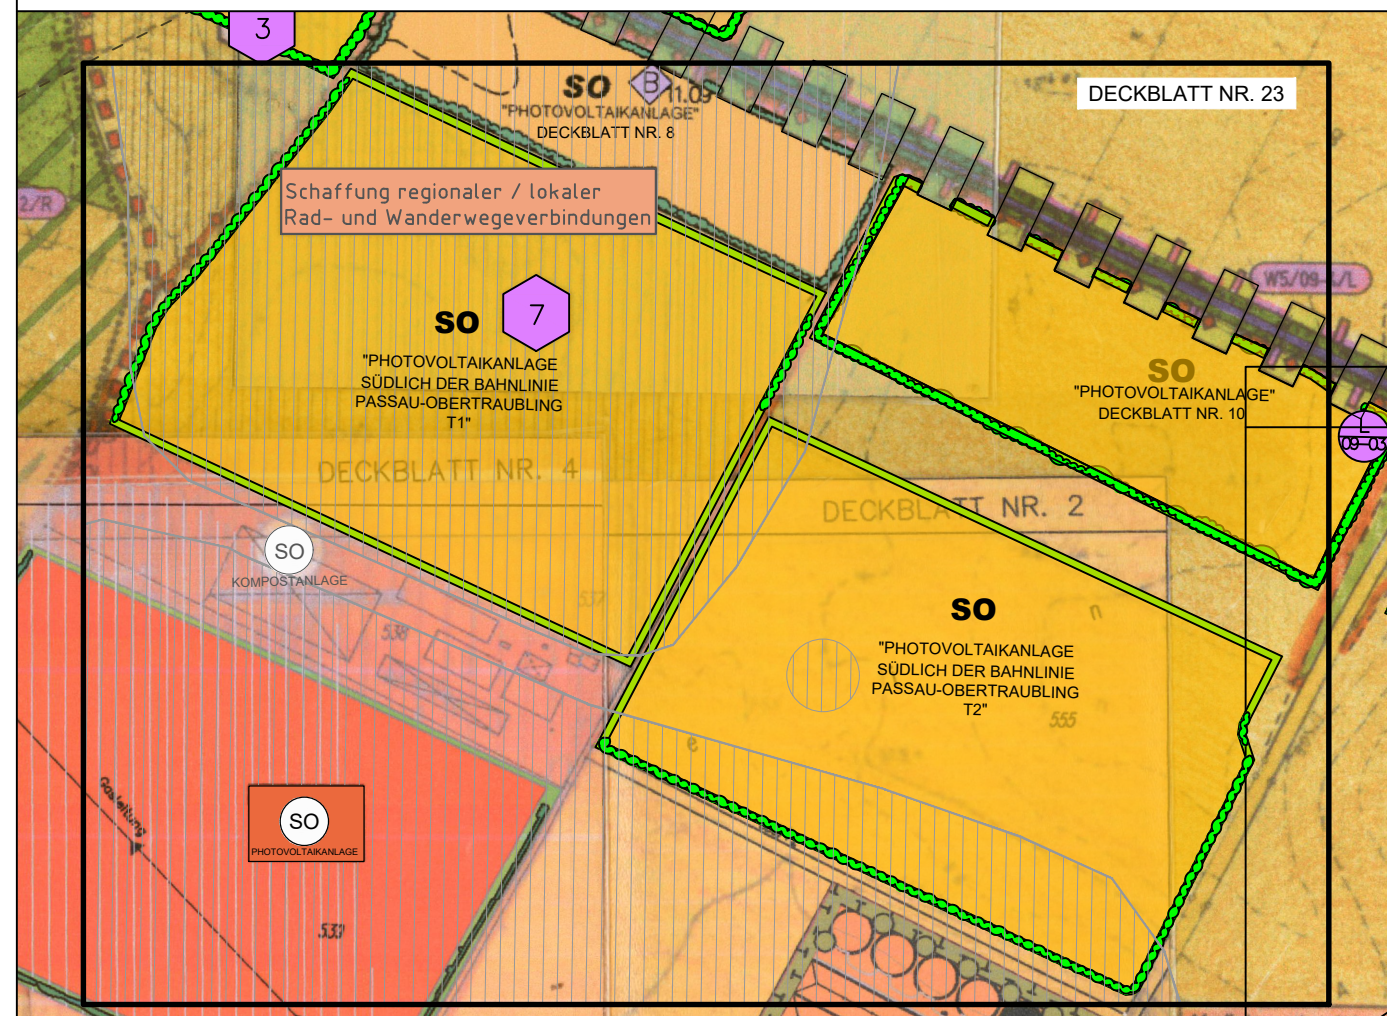 3
DECKBLATT NR. 23
SO
B
11.09
"PHOTOVOLTAIKANLAGE"
DECKBLATT NR. 8
Schaffung regionaler / lokaler
Rad- und Wanderwegeverbindungen
2/R
W5/09
/L
7
SO
"PHOTOVOLTAIKANLAGE
SÜDLICH DER BAHNLINIE
PASSAU-OBERTRAUBLING
T1"
SO
"PHOTOVOLTAIKANLAGE"
DECKBLATT NR. 10
L
09-03
DECKBLATT NR. 4
DECKBLATT NR. 2
SO
KOMPOSTANLAGE
537
538
n
SO
"PHOTOVOLTAIKANLAGE
SÜDLICH DER BAHNLINIE
PASSAU-OBERTRAUBLING
T2"
555
e
Gasleitung
SO
PHOTOVOLTAIKANLAGE